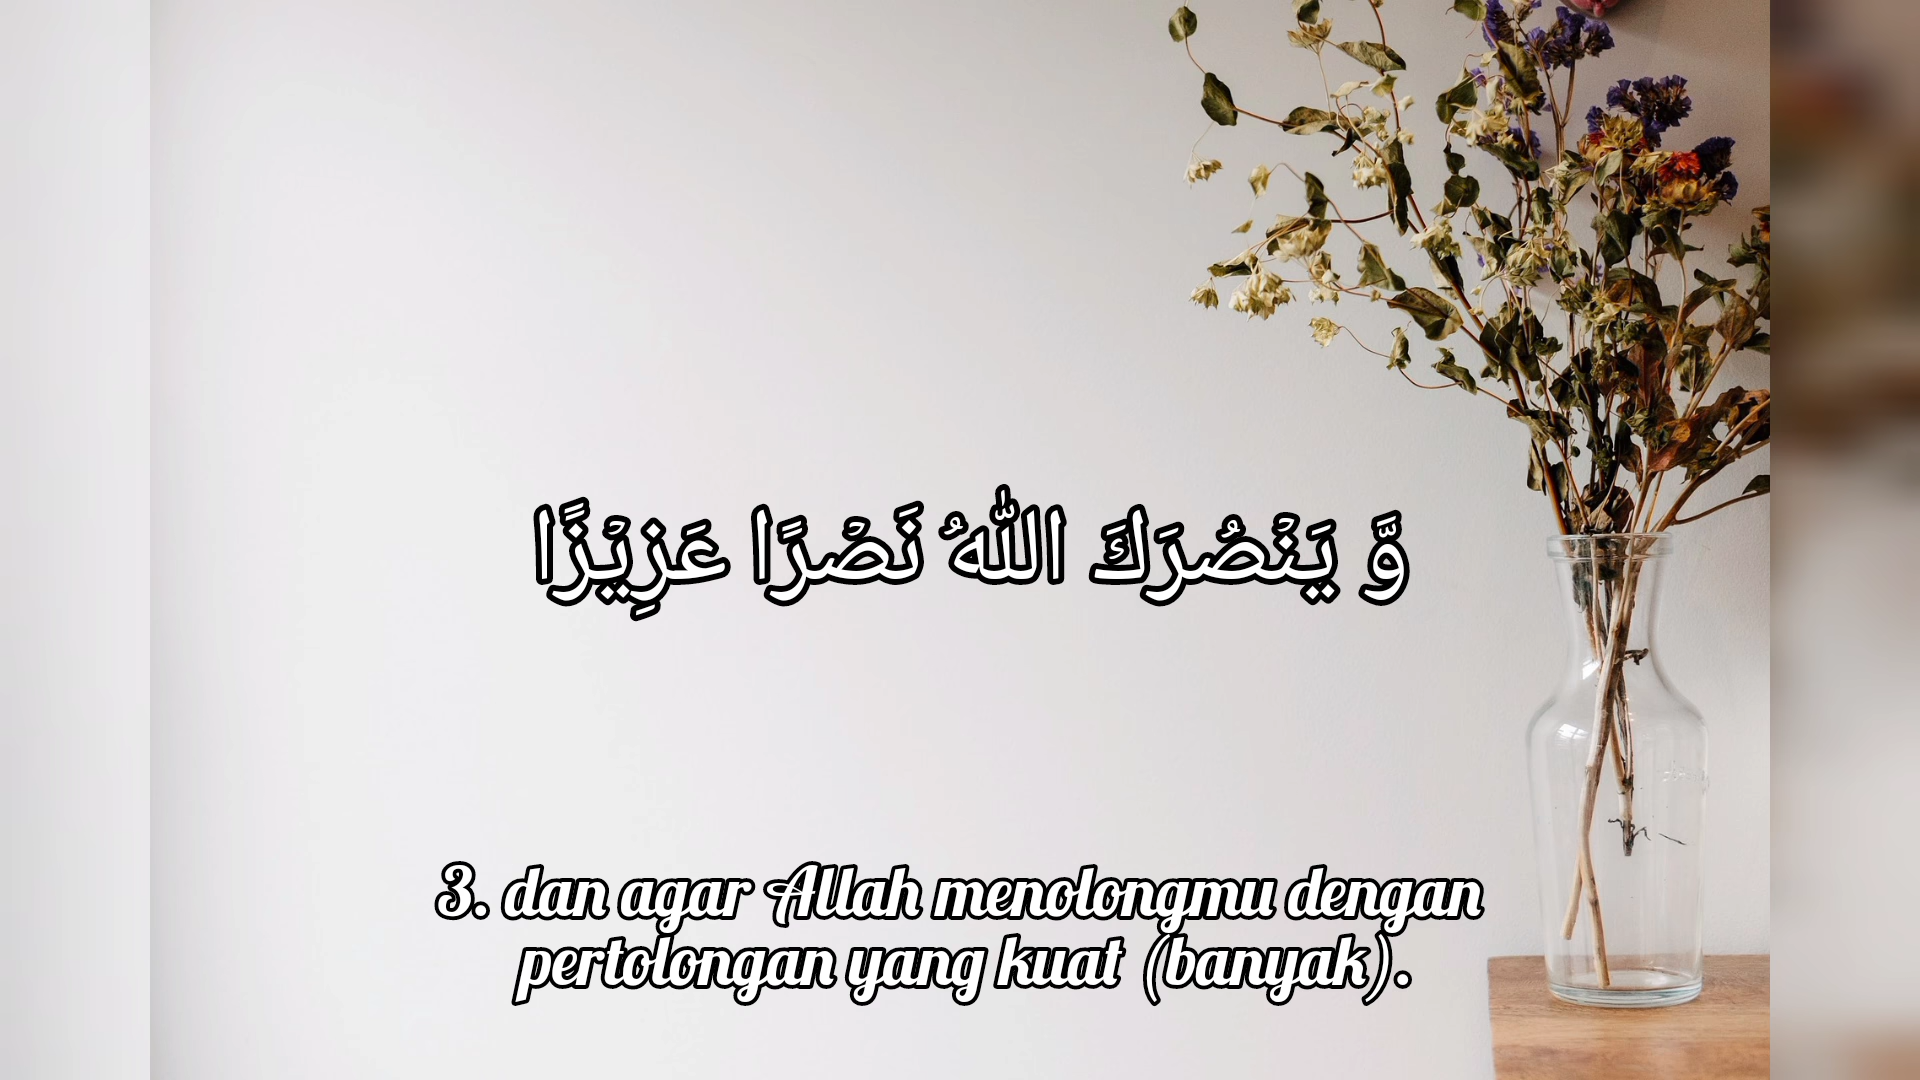 وَّ يَنْصُرَكَ اللّٰهُ نَصْرًا عَزِيْزًا
3. dan agar Allah menolongmu dengan
pertolongan yang kuat (banyak).